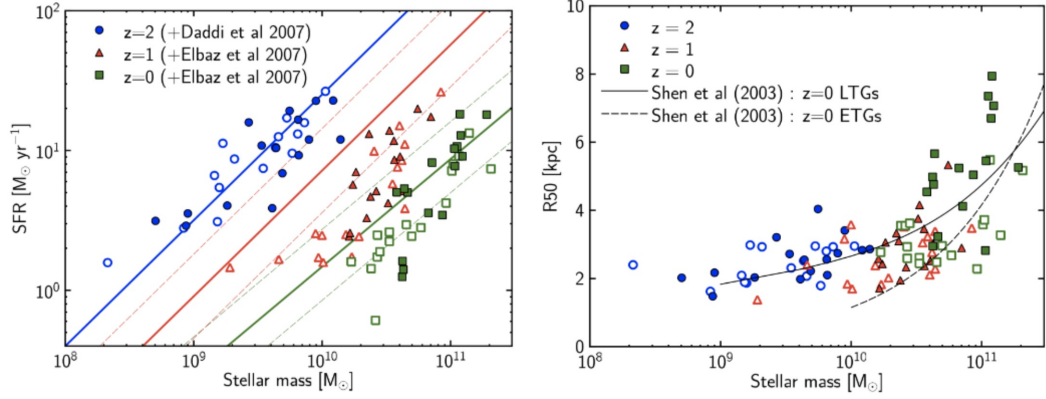 10²
10¹
10⁰
SFR [M☉ yr⁻¹]
z=2 (+Daddi et al 2007)
z=1 (+Elbaz et al 2007)
z=0 (+Elbaz et al 2007)
10⁸ 10⁹ 10¹⁰ 10¹¹
Stellar mass [M☉]
10
8
6
4
2
0
R50 [kpc]
z = 2
z = 1
z = 0
Shen et al (2003) : z=0 LTGs
Shen et al (2003) : z=0 ETGs
10⁸ 10⁹ 10¹⁰ 10¹¹
Stellar mass [M☉]